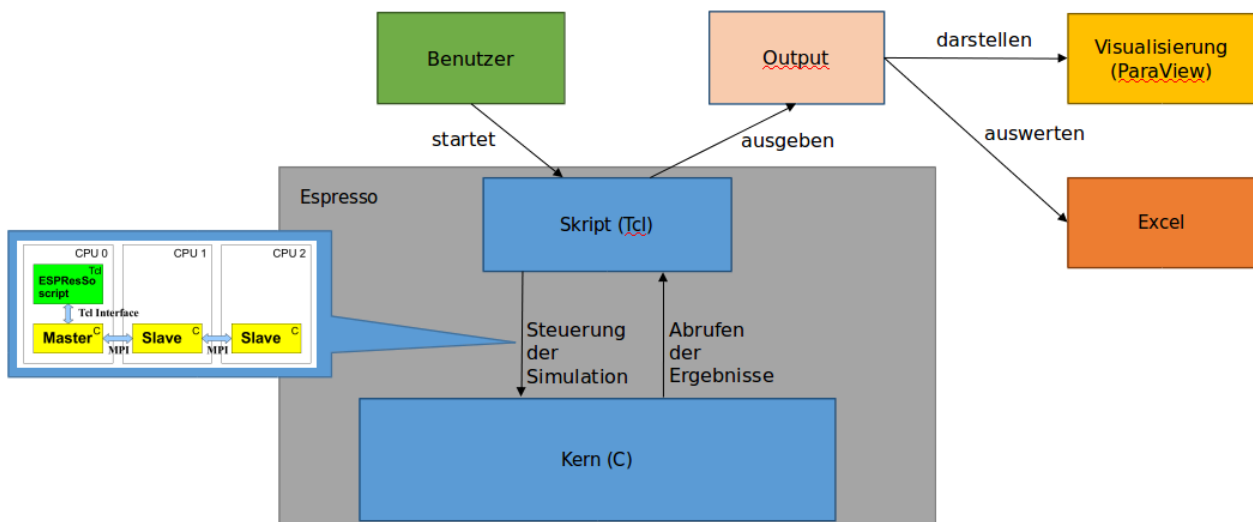 Benutzer
Output
darstellen
Visualisierung
(ParaView)
startet
ausgeben
auswerten
Espresso
Skript (Tcl)
Excel
CPU 0
CPU 1
CPU 2
Tcl
ESPResSo
script
Tcl Interface
Master
C
Slave
C
Slave
C
MPI
MPI
Steuerung
der
Simulation
Abrufen
der
Ergebnisse
Kern (C)